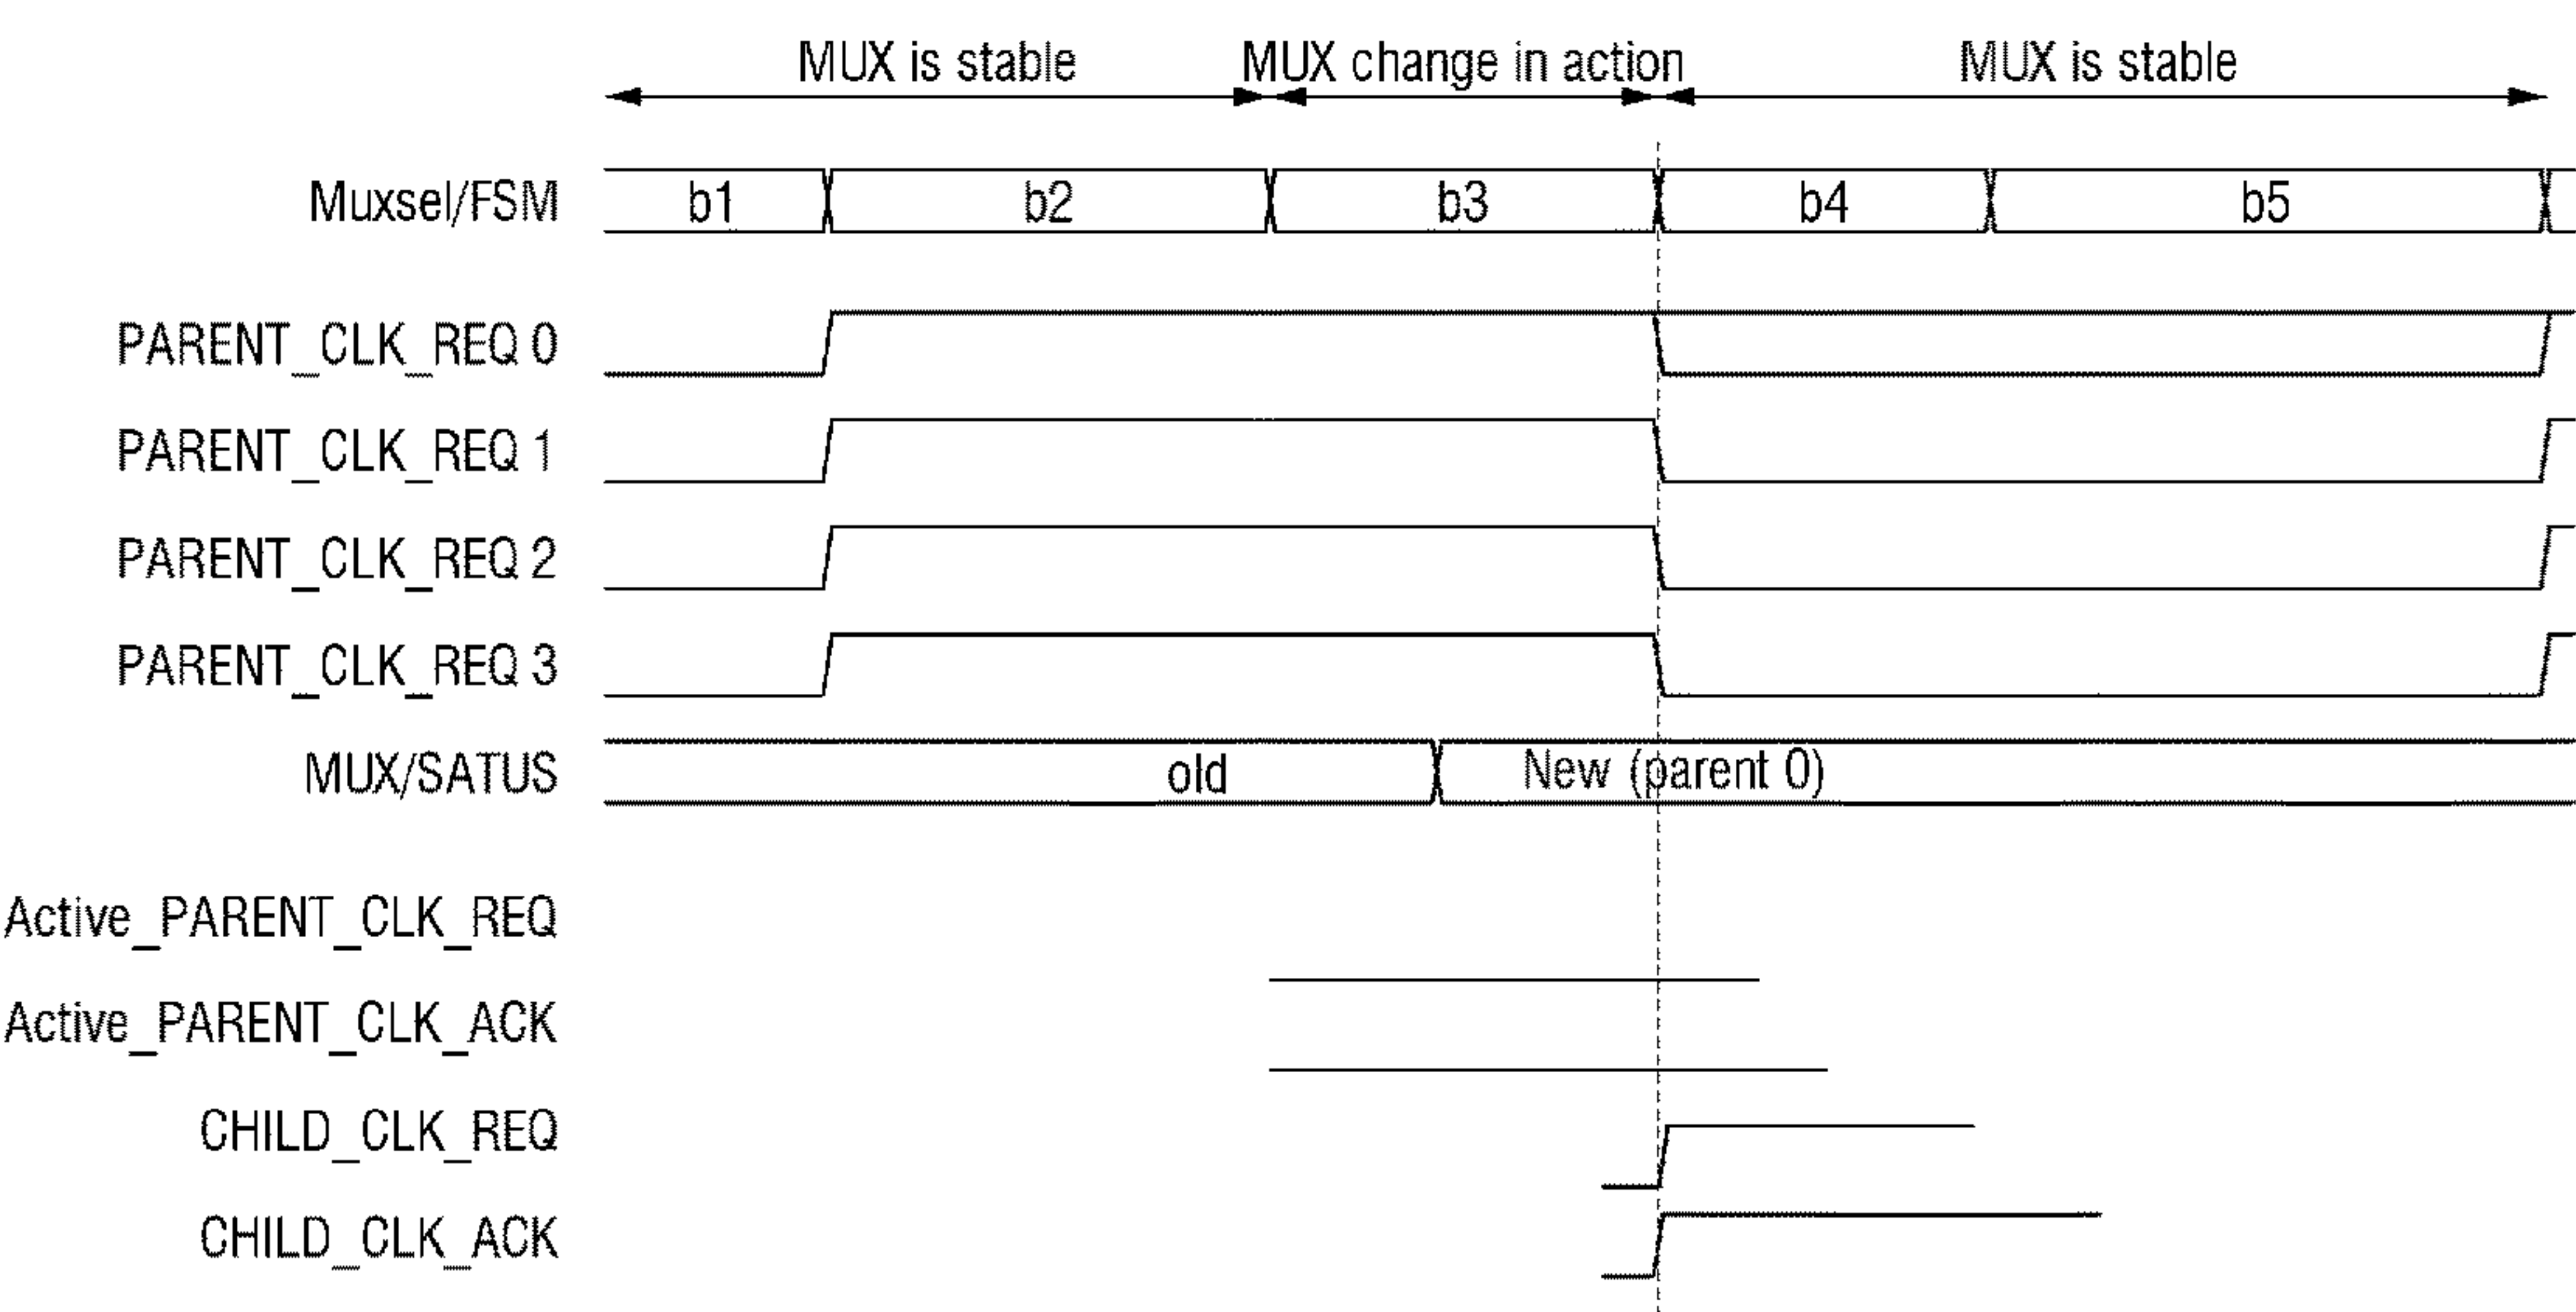 MUX is stable MUX change in action MUX is stable
Muxsel/FSM b1 b2 b3 b4 b5
PARENT_CLK_REQ 0
PARENT_CLK_REQ 1
PARENT_CLK_REQ 2
PARENT_CLK_REQ 3
MUX/SATUS old New (parent 0)
Active_PARENT_CLK_REQ
Active_PARENT_CLK_ACK
CHILD_CLK_REQ
CHILD_CLK_ACK